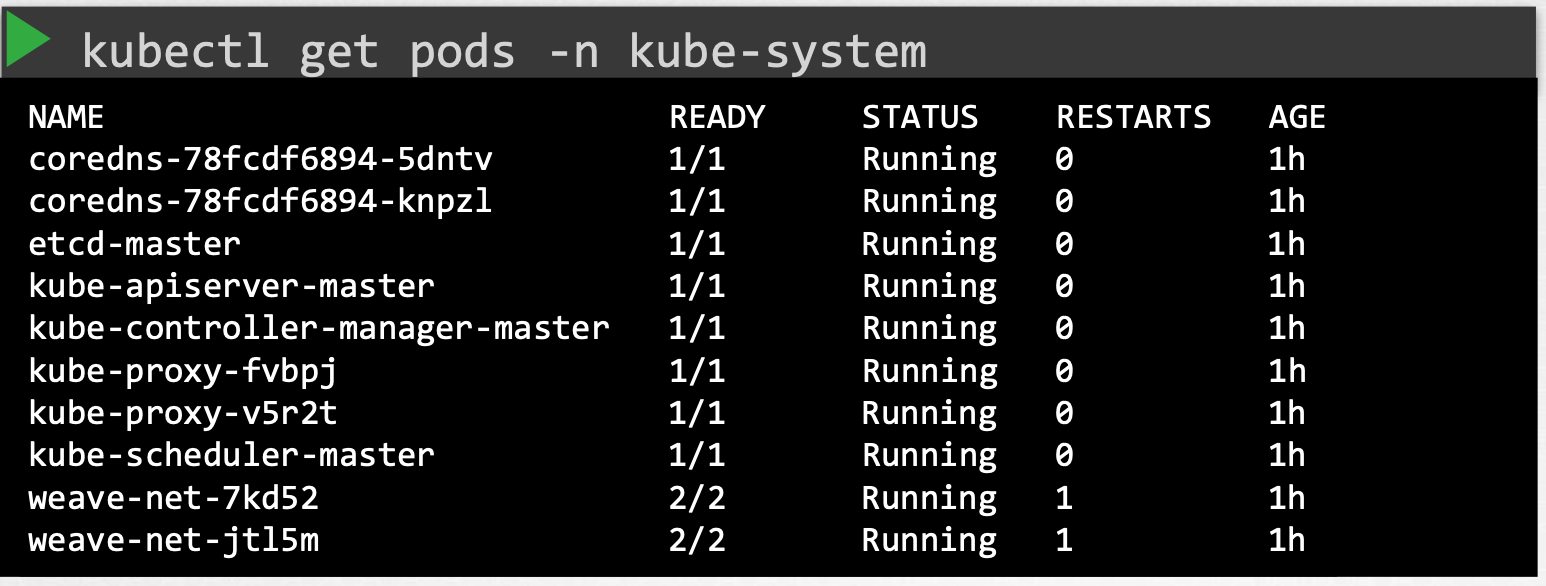 kubectl get pods -n kube-system
NAME READY STATUS RESTARTS AGE
coredns-78fcdf6894-5dntv 1/1 Running 0 1h
coredns-78fcdf6894-knpzl 1/1 Running 0 1h
etcd-master 1/1 Running 0 1h
kube-apiserver-master 1/1 Running 0 1h
kube-controller-manager-master 1/1 Running 0 1h
kube-proxy-fvbpj 1/1 Running 0 1h
kube-proxy-v5r2t 1/1 Running 0 1h
kube-scheduler-master 1/1 Running 0 1h
weave-net-7kd52 2/2 Running 1 1h
weave-net-jtl5m 2/2 Running 1 1h